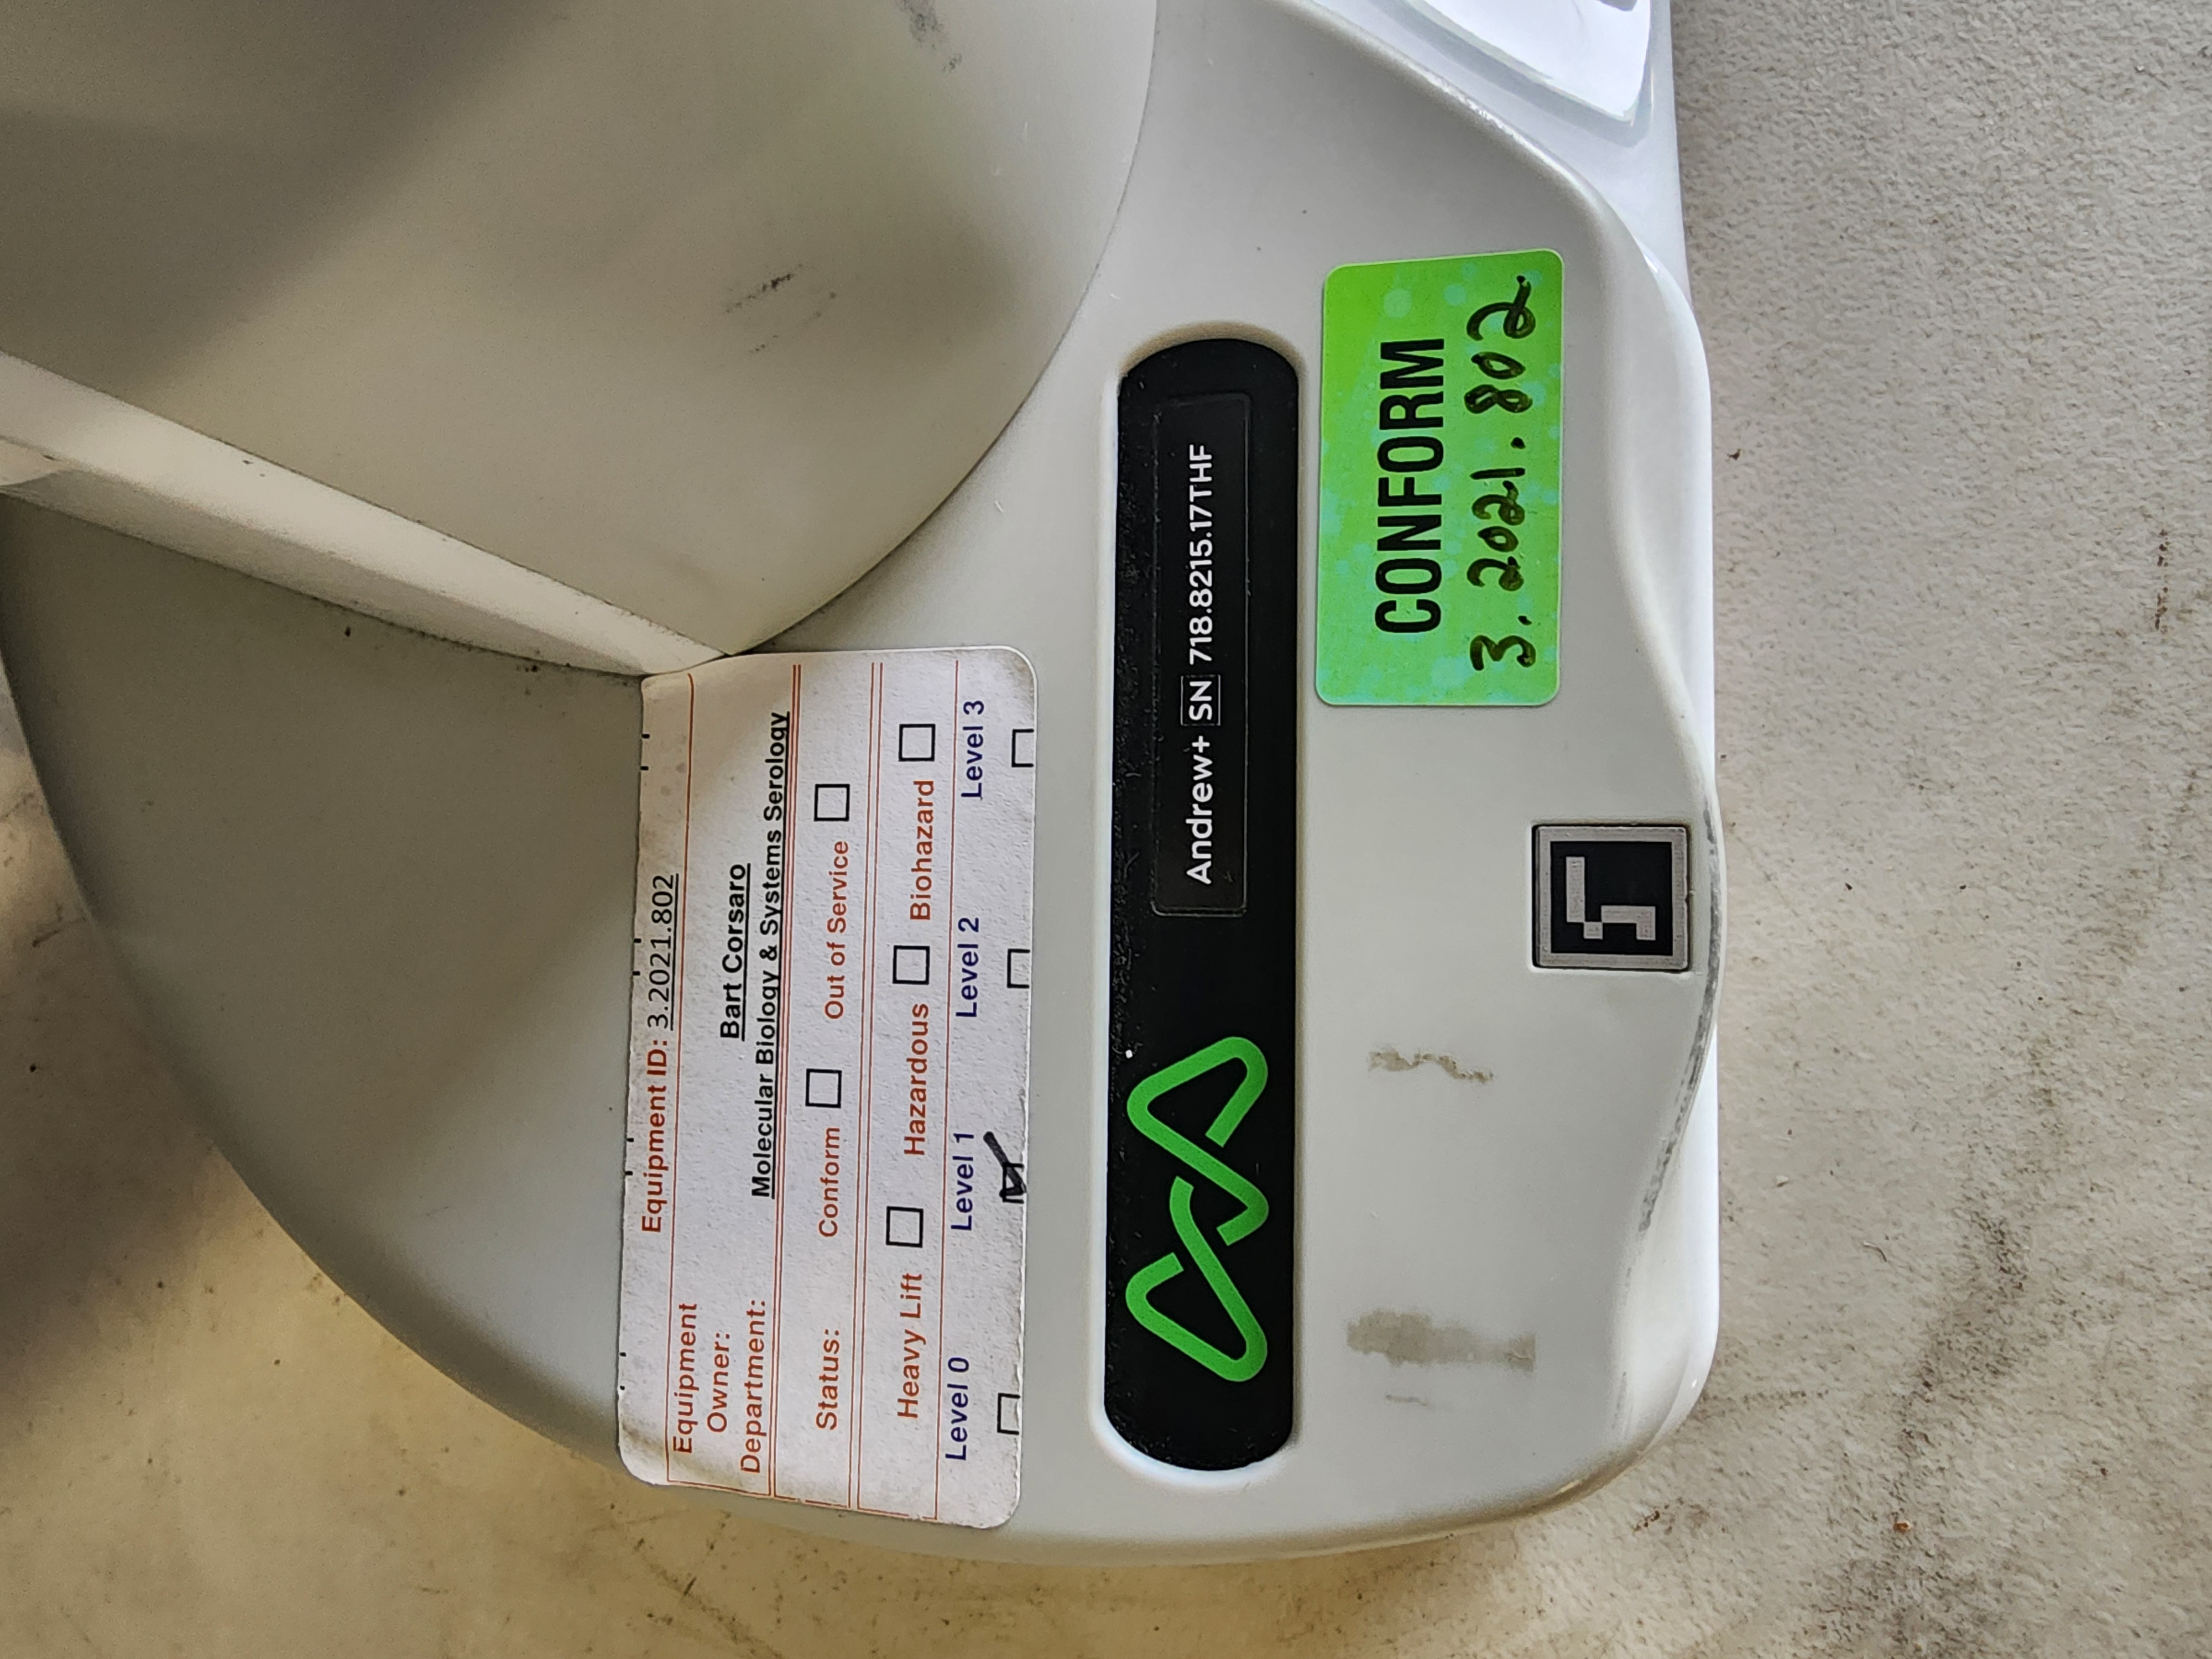 Equipment ID: 3.2021.802
Equipment
Owner: Bart Corsaro
Department: Molecular Biology & Systems Serology
Status: Conform Out of Service
Heavy Lift Hazardous Biohazard
Level 0 Level 1 Level 2 Level 3
Andrew+ SN 718.8215.17THF
CONFORM
3.2021.802